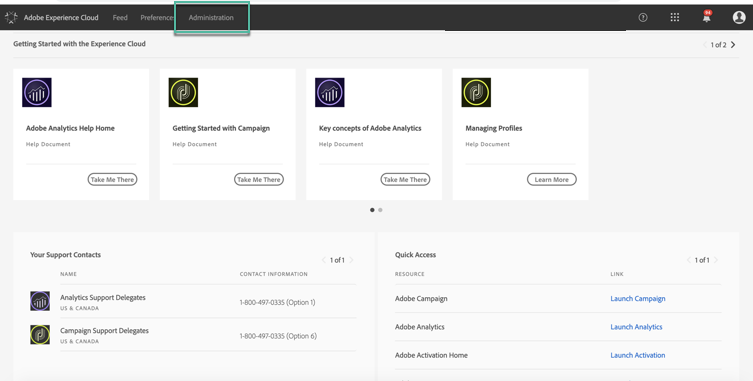 Adobe Experience Cloud Feed Preferences Administration
Getting Started with the Experience Cloud 1 of 2
Adobe Analytics Help Home
Help Document
Take Me There
Getting Started with Campaign
Help Document
Take Me There
Key concepts of Adobe Analytics
Help Document
Take Me There
Managing Profiles
Help Document
Learn More
Your Support Contacts 1 of 1
NAME CONTACT INFORMATION
Analytics Support Delegates 1-800-497-0335 (Option 1)
US & CANADA
Campaign Support Delegates 1-800-497-0335 (Option 6)
US & CANADA
Quick Access 1 of 1
RESOURCE LINK
Adobe Campaign Launch Campaign
Adobe Analytics Launch Analytics
Adobe Activation Home Launch Activation